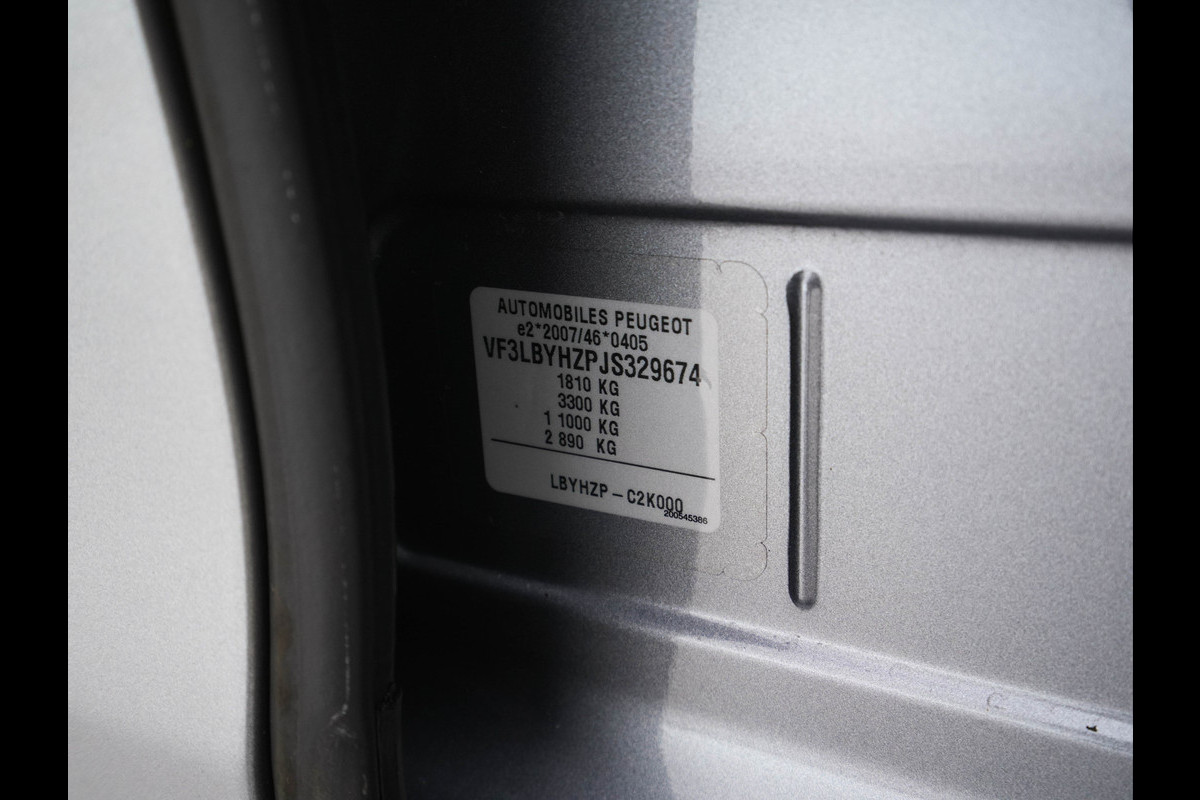 AUTOMOBILES PEUGEOT
e2*2007/46*0405
VF3LBYHZPJS329674
1810 KG
3300 KG
1 1000 KG
2 890 KG
LBYHZP – C2K000
200545386